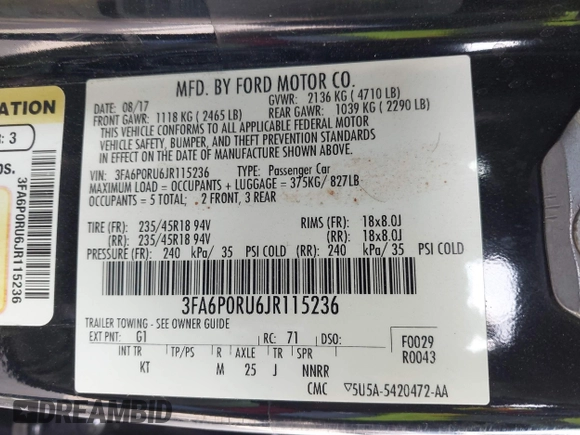 MFD. BY FORD MOTOR CO.
DATE: 08/17 GVWR: 2136 KG ( 4710 LB)
FRONT GAWR: 1118 KG ( 2465 LB) REAR GAWR: 1039 KG ( 2290 LB)
THIS VEHICLE CONFORMS TO ALL APPLICABLE FEDERAL MOTOR
VEHICLE SAFETY, BUMPER, AND THEFT PREVENTION STANDARDS
IN EFFECT ON THE DATE OF MANUFACTURE SHOWN ABOVE.
VIN: 3FA6P0RU6JR115236 TYPE: Passenger Car
MAXIMUM LOAD = OCCUPANTS + LUGGAGE = 375KG/ 827LB
OCCUPANTS = 5 TOTAL; 2 FRONT, 3 REAR
TIRE (FR): 235/45R18 94V RIMS (FR): 18x8.0J
(RR): 235/45R18 94V (RR): 18x8.0J
PRESSURE (FR): 240 kPa/ 35 PSI COLD (RR): 240 kPa/ 35 PSI COLD
3FA6P0RU6JR115236
TRAILER TOWING - SEE OWNER GUIDE
EXT PNT: G1 RC: 71 DSO: F0029
INT TR TP/PS R AXLE TR SPR R0043
KT M 25 J NNRR
CMC ▽5U5A-5420472-AA
ATION
: 3
os.
3FA6P0RU6JR115236
IDREAMBID